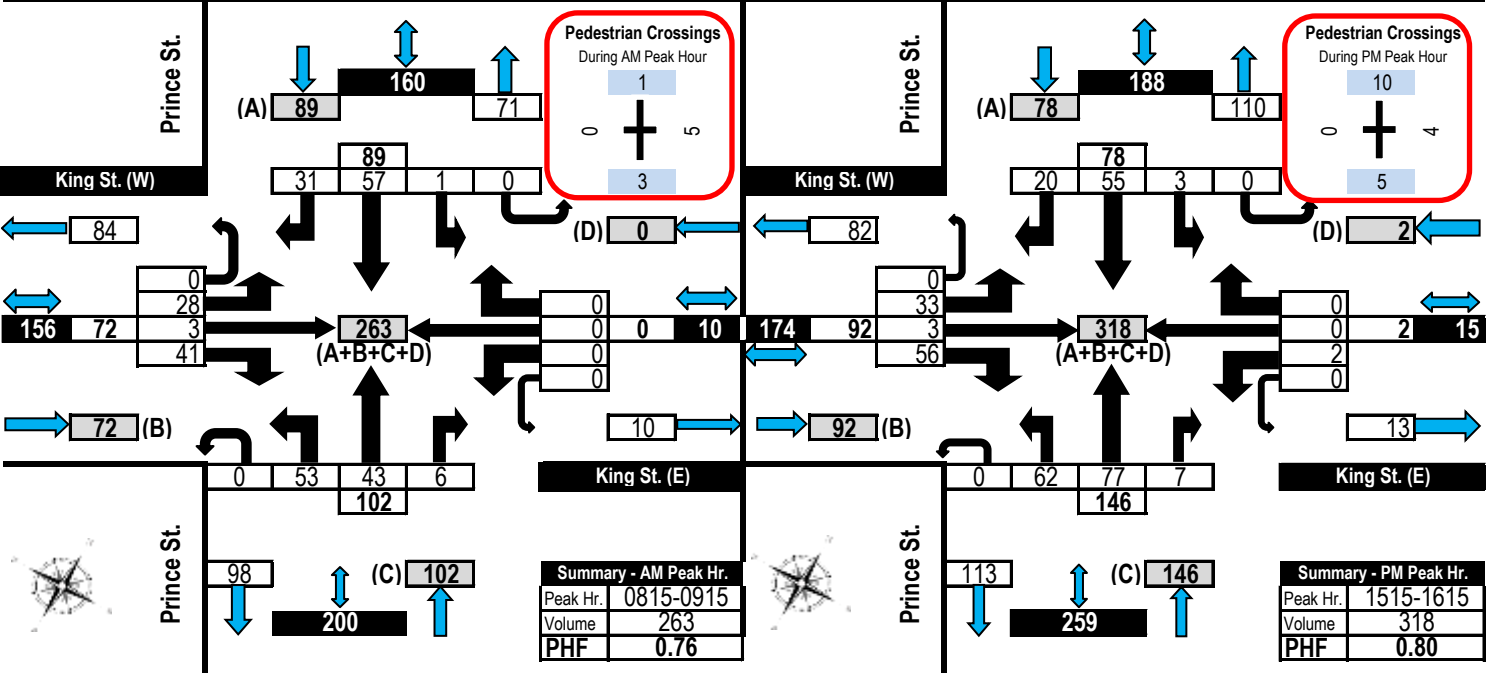 Prince St.
160
(A) 89
71
89
31 57 1 0
Pedestrian Crossings
During AM Peak Hour
1
0
5
3
King St. (W)
84
(D) 0
0
28
156 72 3
41
263
(A+B+C+D)
0
0 0 10
0
0
72 (B)
10
0 53 43 6
102
King St. (E)
Prince St.
98
(C) 102
200
Summary - AM Peak Hr.
Peak Hr. 0815-0915
Volume 263
PHF 0.76
Prince St.
188
(A) 78
110
78
20 55 3 0
Pedestrian Crossings
During PM Peak Hour
10
0
4
5
King St. (W)
82
(D) 2
0
33
174 92 3
56
318
(A+B+C+D)
0
0 2 15
2
0
92 (B)
13
0 62 77 7
146
King St. (E)
Prince St.
113
(C) 146
259
Summary - PM Peak Hr.
Peak Hr. 1515-1615
Volume 318
PHF 0.80